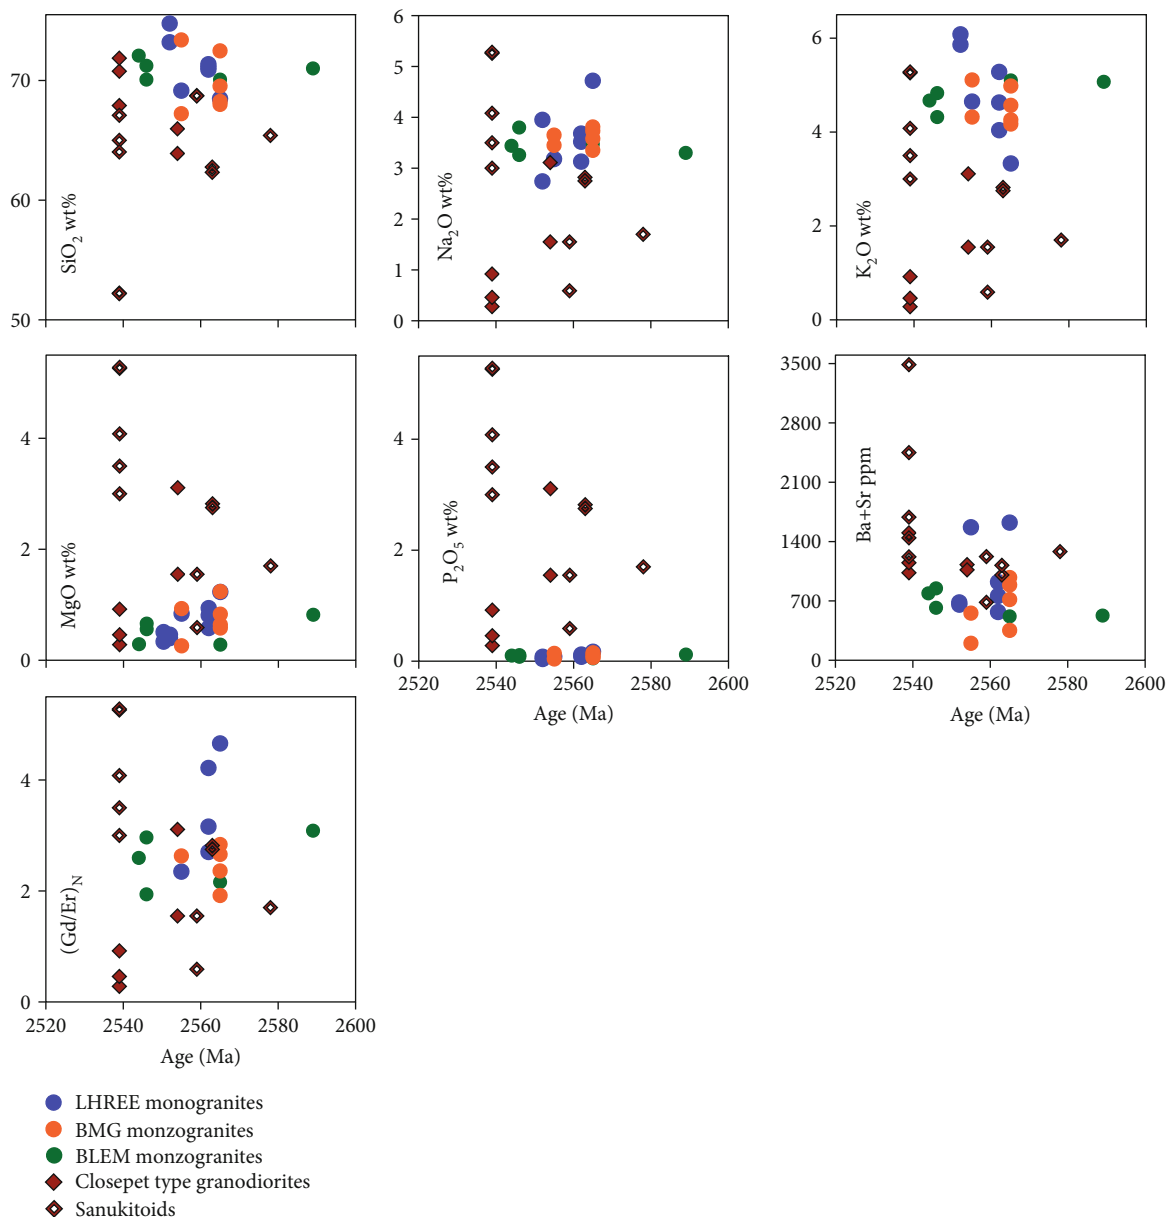 70
60
50
SiO₂ wt%
6
5
4
3
2
1
0
Na₂O wt%
6
4
2
0
K₂O wt%
4
2
0
MgO wt%
4
2
0
P₂O₅ wt%
2520 2540 2560 2580 2600
Age (Ma)
3500
2800
2100
1400
700
0
Ba+Sr ppm
2520 2540 2560 2580 2600
Age (Ma)
4
2
0
(Gd/Er)N
2520 2540 2560 2580 2600
Age (Ma)
LHREE monogranites
BMG monzogranites
BLEM monzogranites
Closepet type granodiorites
Sanukitoids